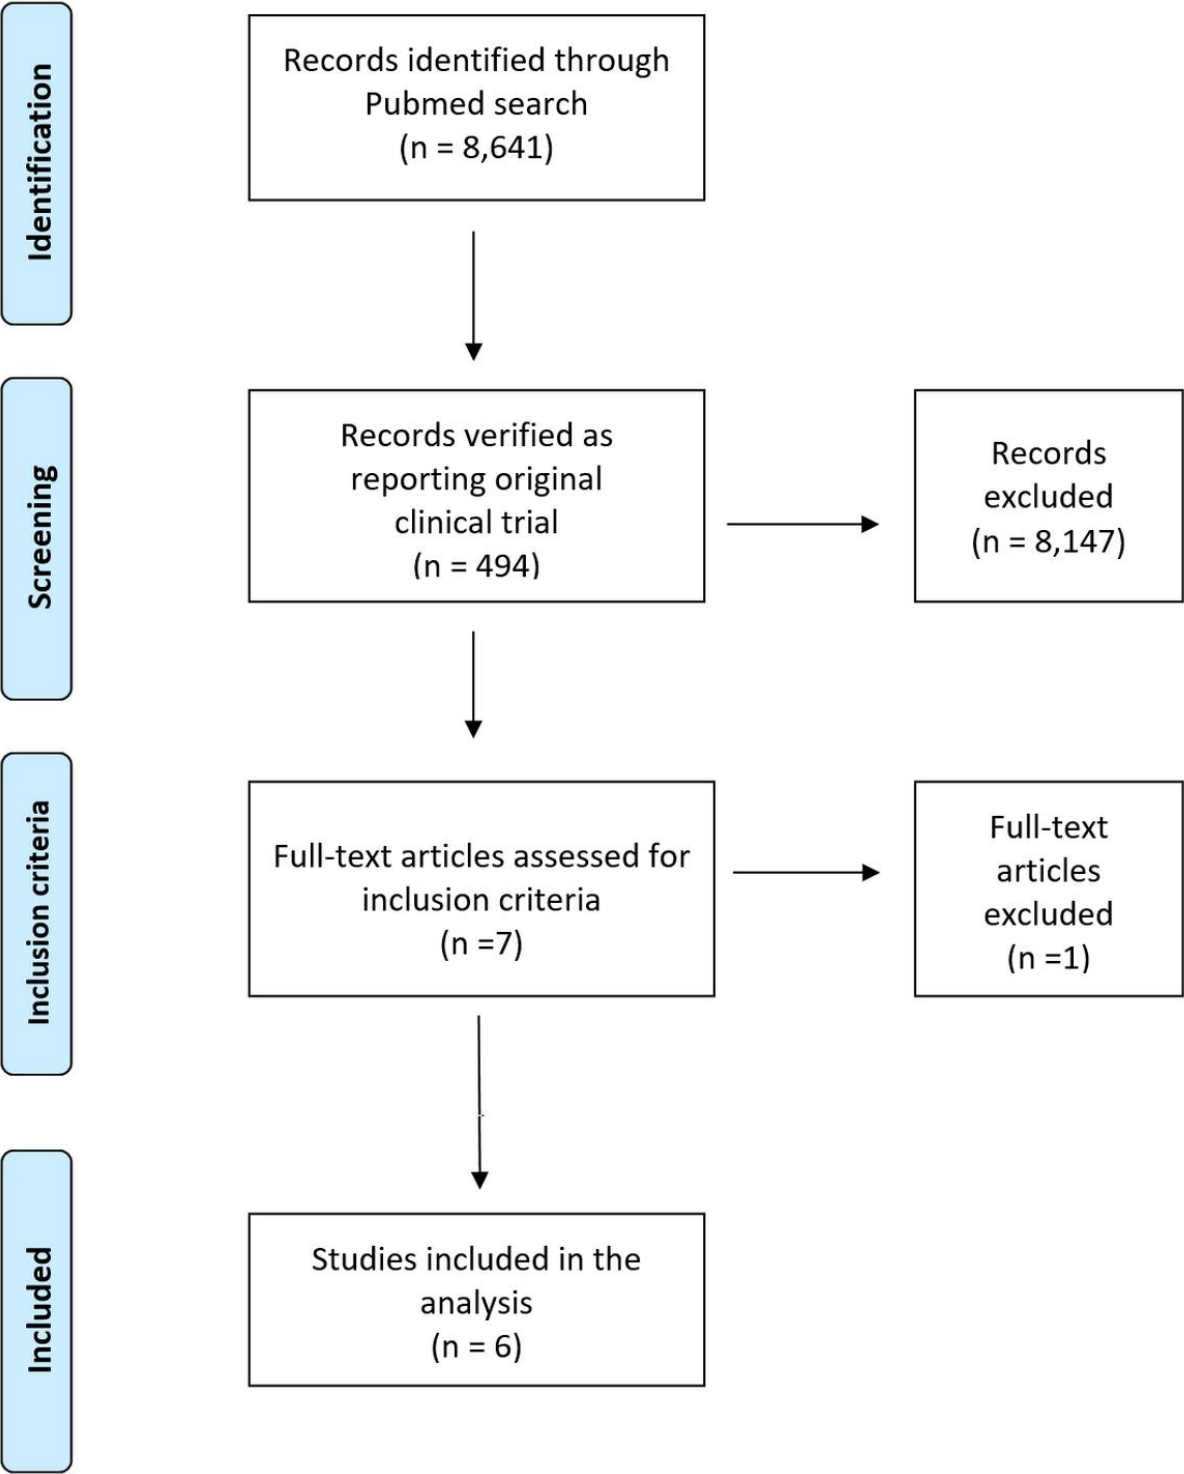 Identification
Records identified through
Pubmed search
(n = 8,641)
Screening
Records verified as
reporting original
clinical trial
(n = 494)
Records
excluded
(n = 8,147)
Inclusion criteria
Full-text articles assessed for
inclusion criteria
(n =7)
Full-text
articles
excluded
(n =1)
Included
Studies included in the
analysis
(n = 6)